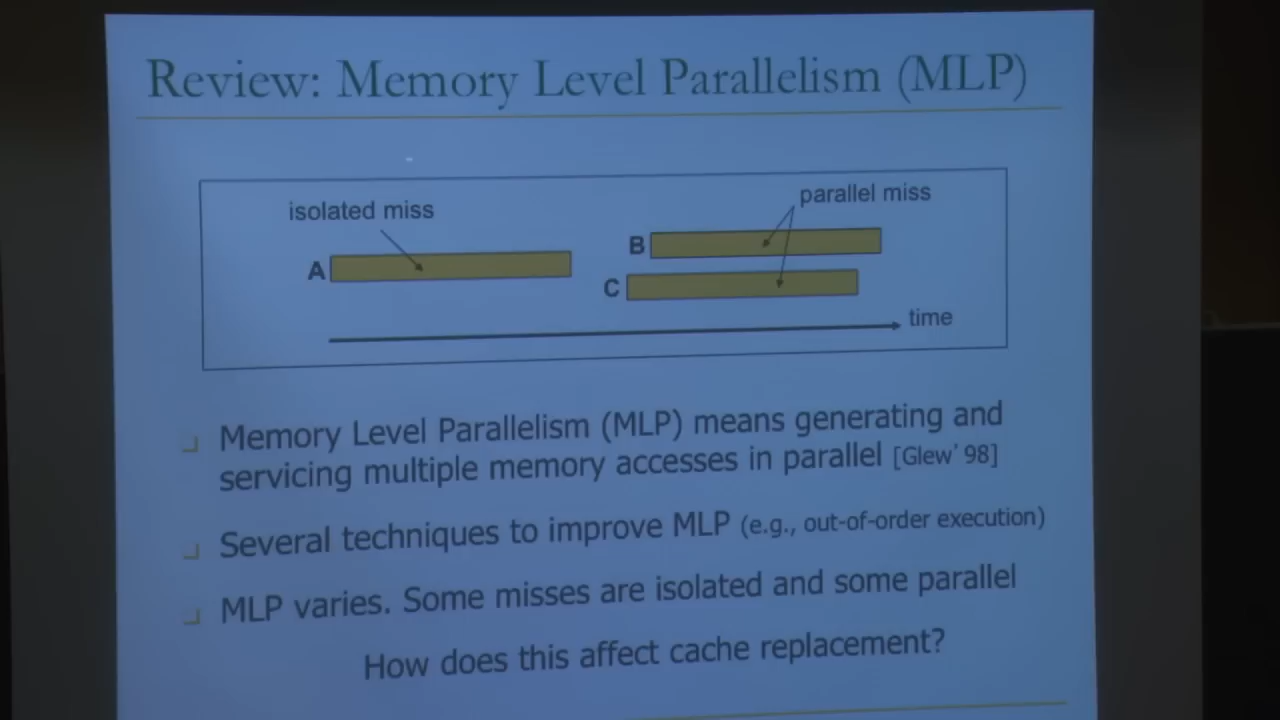 Review: Memory Level Parallelism (MLP)
isolated miss
parallel miss
A
B
C
time
Memory Level Parallelism (MLP) means generating and
servicing multiple memory accesses in parallel [Glew' 98]
Several techniques to improve MLP (e.g., out-of-order execution)
MLP varies. Some misses are isolated and some parallel
How does this affect cache replacement?